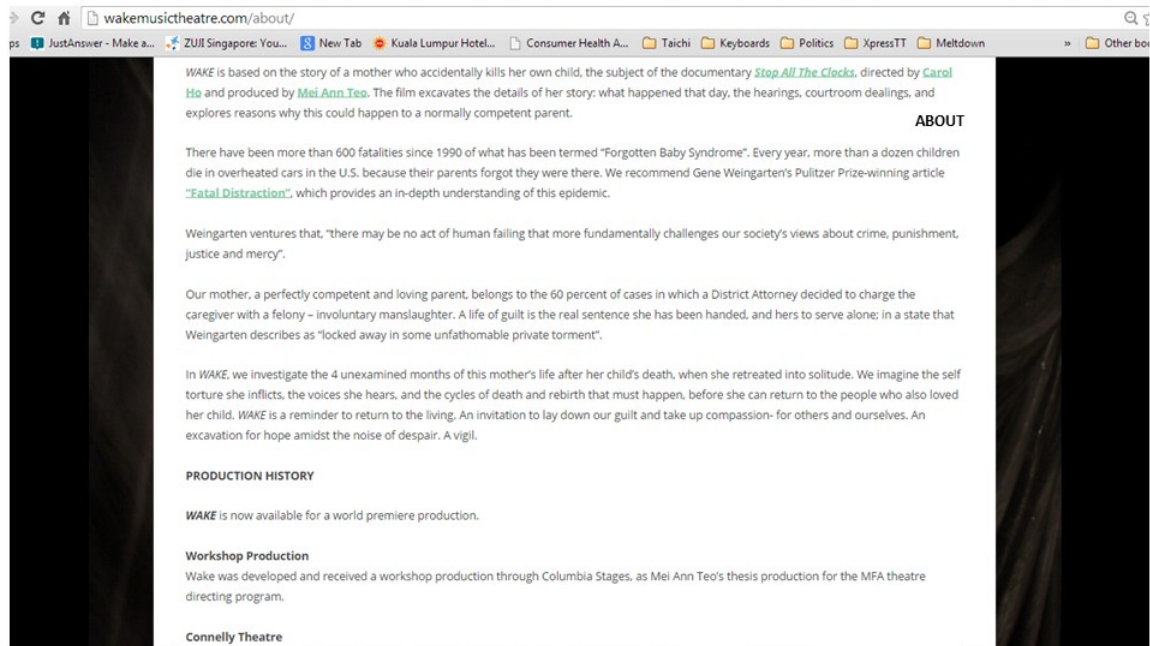 wakemusictheatre.com/about/
ps JustAnswer - Make a... ZUJI Singapore: You... New Tab Kuala Lumpur Hotel... Consumer Health A... Taichi Keyboards Politics XpressTT Meltdown » Other boo
WAKE is based on the story of a mother who accidentally kills her own child, the subject of the documentary Stop All The Clocks, directed by Carol
Ho and produced by Mei Ann Teo. The film excavates the details of her story: what happened that day, the hearings, courtroom dealings, and
explores reasons why this could happen to a normally competent parent.
ABOUT
There have been more than 600 fatalities since 1990 of what has been termed “Forgotten Baby Syndrome”. Every year, more than a dozen children
die in overheated cars in the U.S. because their parents forgot they were there. We recommend Gene Weingarten’s Pulitzer Prize-winning article
“Fatal Distraction”, which provides an in-depth understanding of this epidemic.
Weingarten ventures that, “there may be no act of human failing that more fundamentally challenges our society’s views about crime, punishment,
justice and mercy”.
Our mother, a perfectly competent and loving parent, belongs to the 60 percent of cases in which a District Attorney decided to charge the
caregiver with a felony – involuntary manslaughter. A life of guilt is the real sentence she has been handed, and hers to serve alone; in a state that
Weingarten describes as “locked away in some unfathomable private torment”.
In WAKE, we investigate the 4 unexamined months of this mother’s life after her child’s death, when she retreated into solitude. We imagine the self
torture she inflicts, the voices she hears, and the cycles of death and rebirth that must happen, before she can return to the people who also loved
her child. WAKE is a reminder to return to the living. An invitation to lay down our guilt and take up compassion- for others and ourselves. An
excavation for hope amidst the noise of despair. A vigil.
PRODUCTION HISTORY
WAKE is now available for a world premiere production.
Workshop Production
Wake was developed and received a workshop production through Columbia Stages, as Mei Ann Teo’s thesis production for the MFA theatre
directing program.
Connelly Theatre